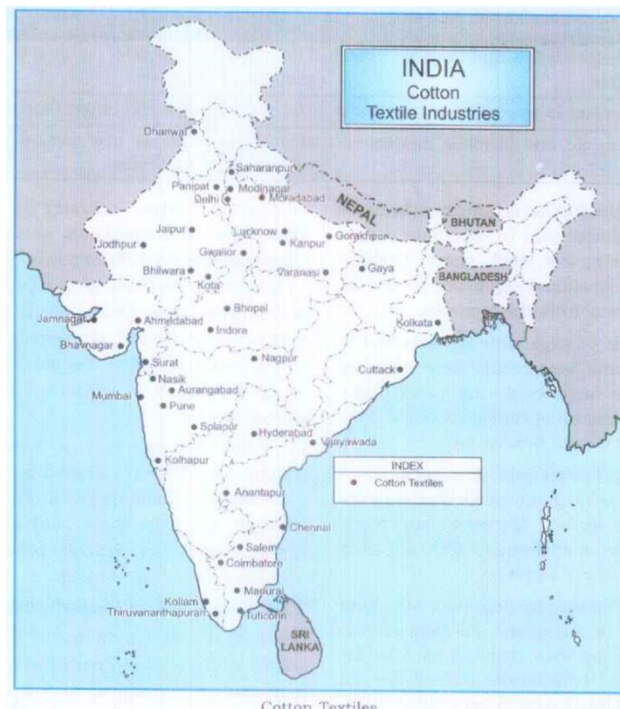 INDIA
Cotton
Textile Industries
Dhariwal
Saharanpur
Panipat
Modinagar
Delhi
Moradabad
NEPAL
Jaipur
Lucknow
Gorakhpur
BHUTAN
Jodhpur
Kanpur
Gwalior
Bhilwara
Kota
Varanasi
Gaya
BANGLADESH
Jamnagar
Ahmedabad
Bhopal
Kolkata
Indore
Bhavnagar
Surat
Nagpur
Cuttack
Nasik
Aurangabad
Mumbai
Pune
Solapur
Hyderabad
Vijayawada
Kolhapur
INDEX
Cotton Textiles
Anantapur
Chennai
Salem
Coimbatore
Madurai
Kollam
Thiruvananthapuran
Tuticorin
SRI
LANKA
Cotton Textiles